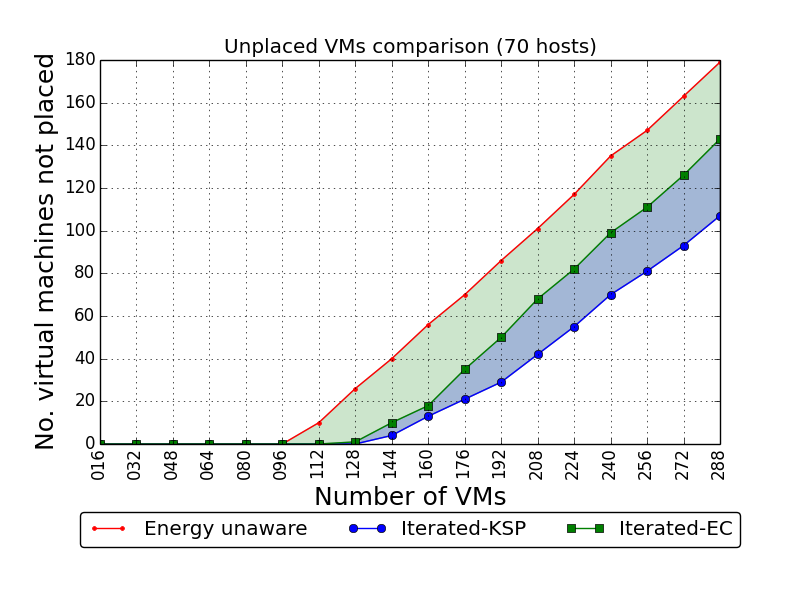 Unplaced VMs comparison (70 hosts)
No. virtual machines not placed
180
160
140
120
100
80
60
40
20
0
016 032 048 064 080 096 112 128 144 160 176 192 208 224 240 256 272 288
Number of VMs
Energy unaware Iterated-KSP Iterated-EC